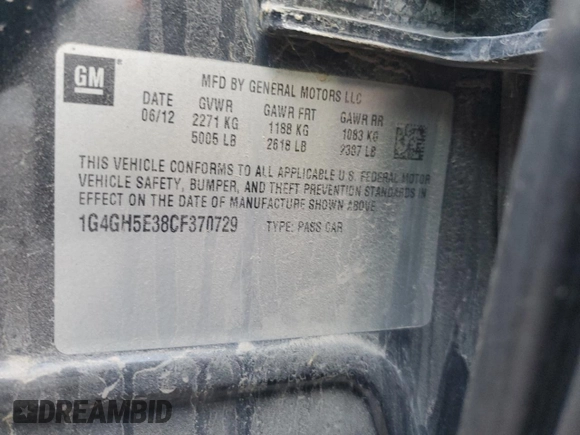 GM
MFD BY GENERAL MOTORS LLC
DATE GVWR GAWR FRT GAWR RR
06/12 2271 KG 1188 KG 1083 KG
5005 LB 2618 LB 2387 LB
THIS VEHICLE CONFORMS TO ALL APPLICABLE U.S. FEDERAL MOTOR
VEHICLE SAFETY, BUMPER, AND THEFT PREVENTION STANDARDS IN
EFFECT ON THE DATE OF MANUFACTURE SHOWN ABOVE.
1G4GH5E38CF370729 TYPE: PASS CAR
DREAMBID